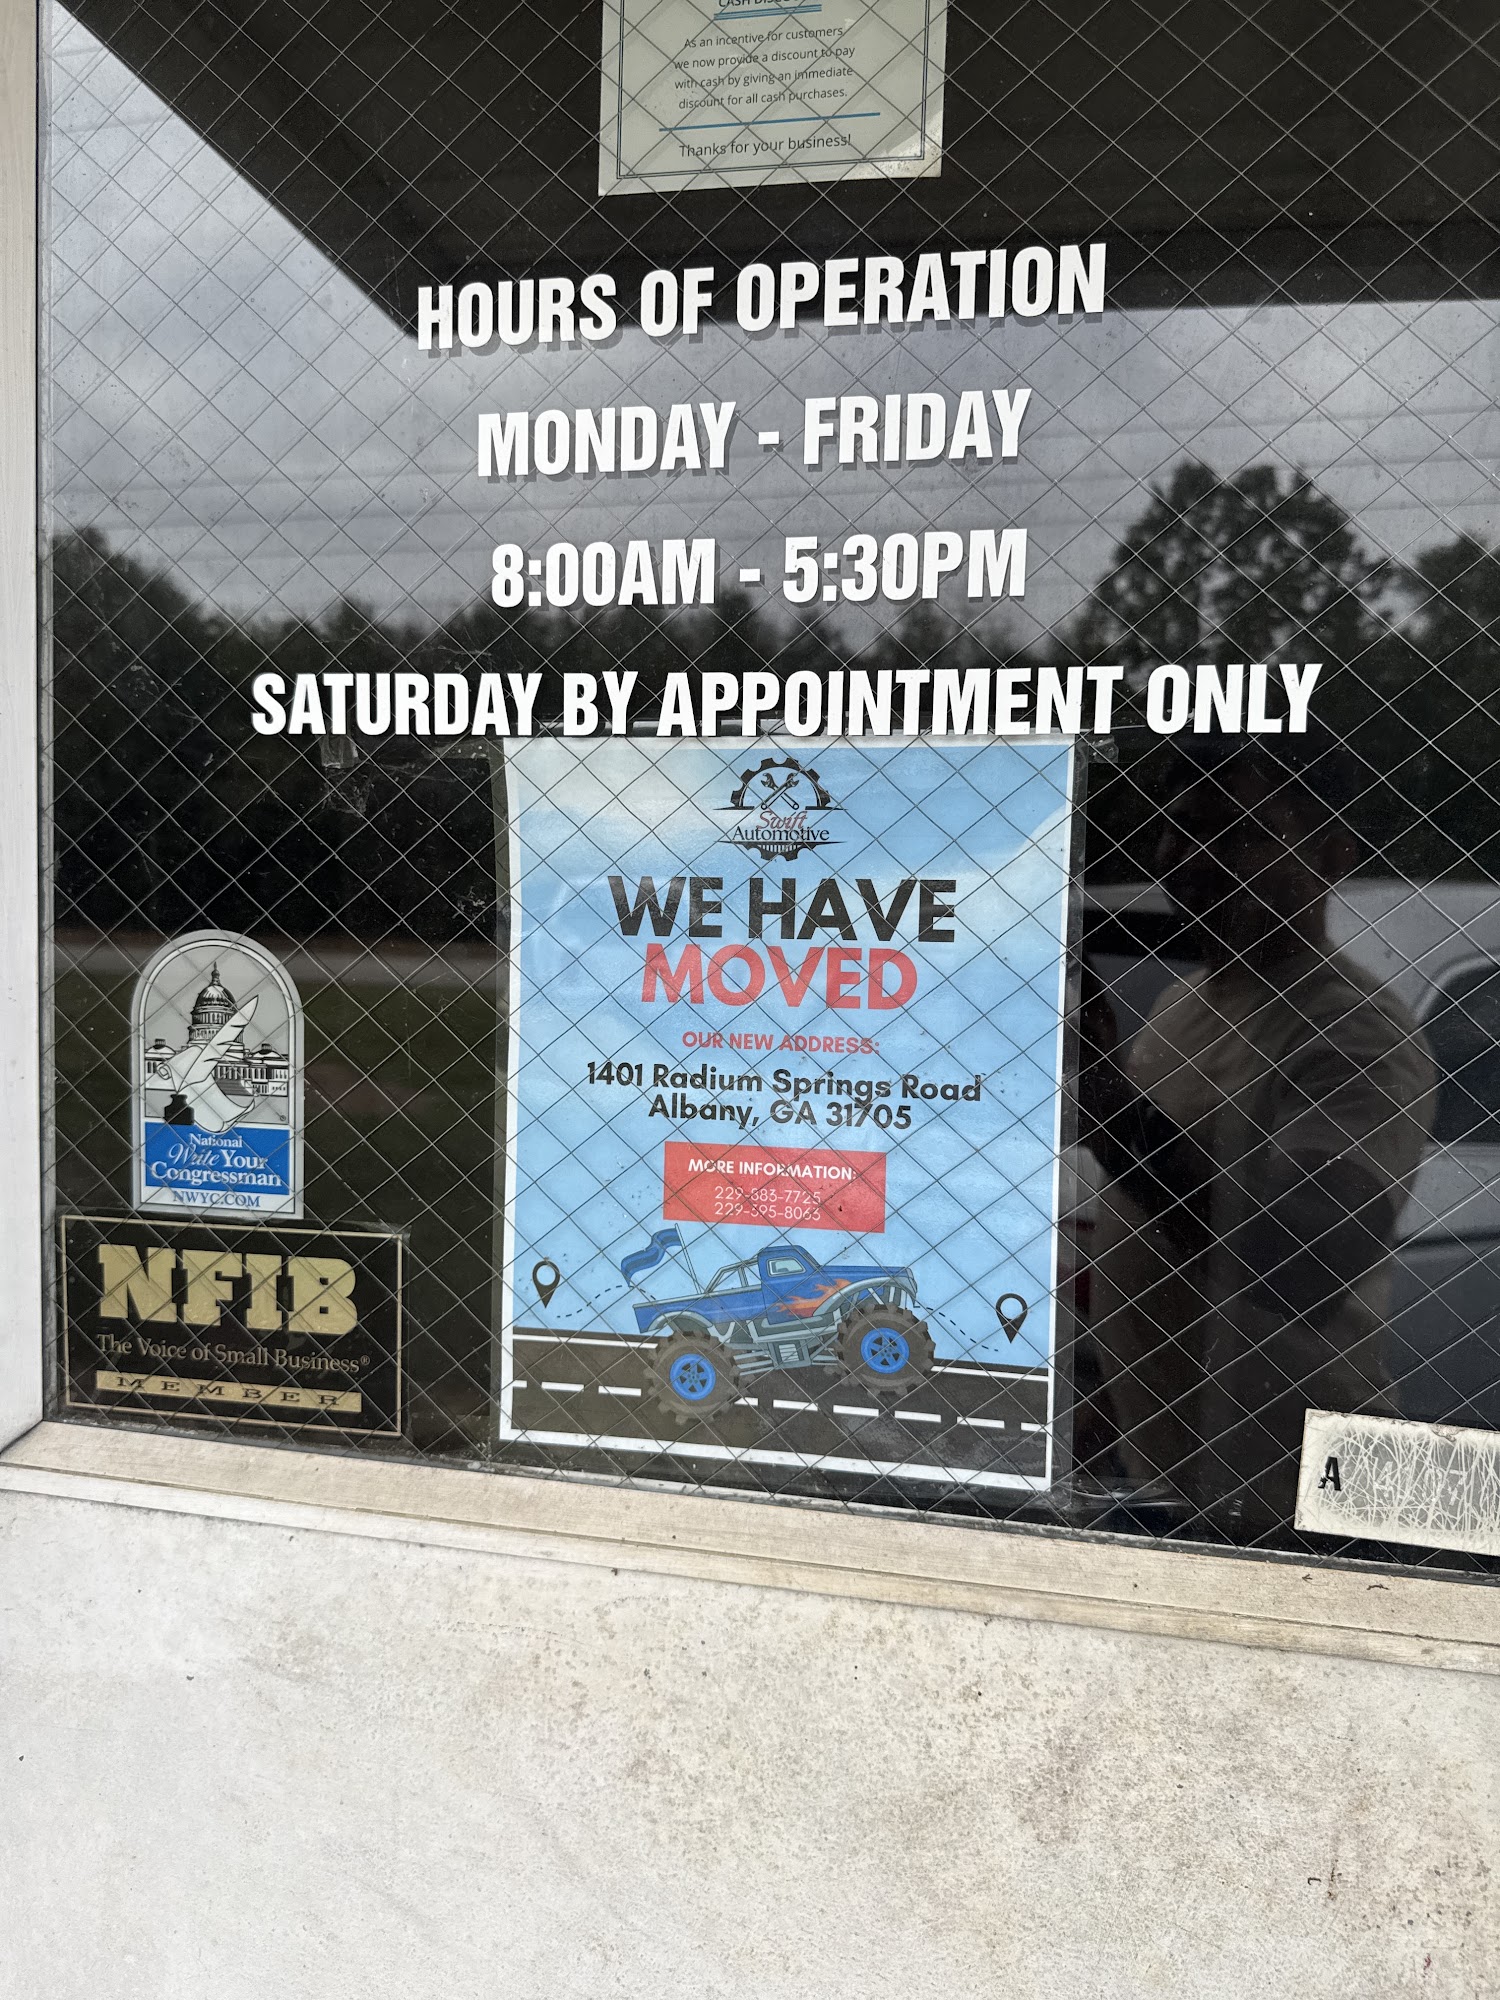 CASH DISCOUNT
As an incentive for customers
we now provide a discount to pay
with cash by giving an immediate
discount for all cash purchases.
Thanks for your business!
HOURS OF OPERATION
MONDAY - FRIDAY
8:00AM - 5:30PM
SATURDAY BY APPOINTMENT ONLY
Swift
Automotive
WE HAVE
MOVED
OUR NEW ADDRESS:
1401 Radium Springs Road
Albany, GA 31705
MORE INFORMATION:
229-883-7725
229-395-8063
National
Write Your
Congressman
NWYC.COM
NFIB
The Voice of Small Business®
MEMBER
A